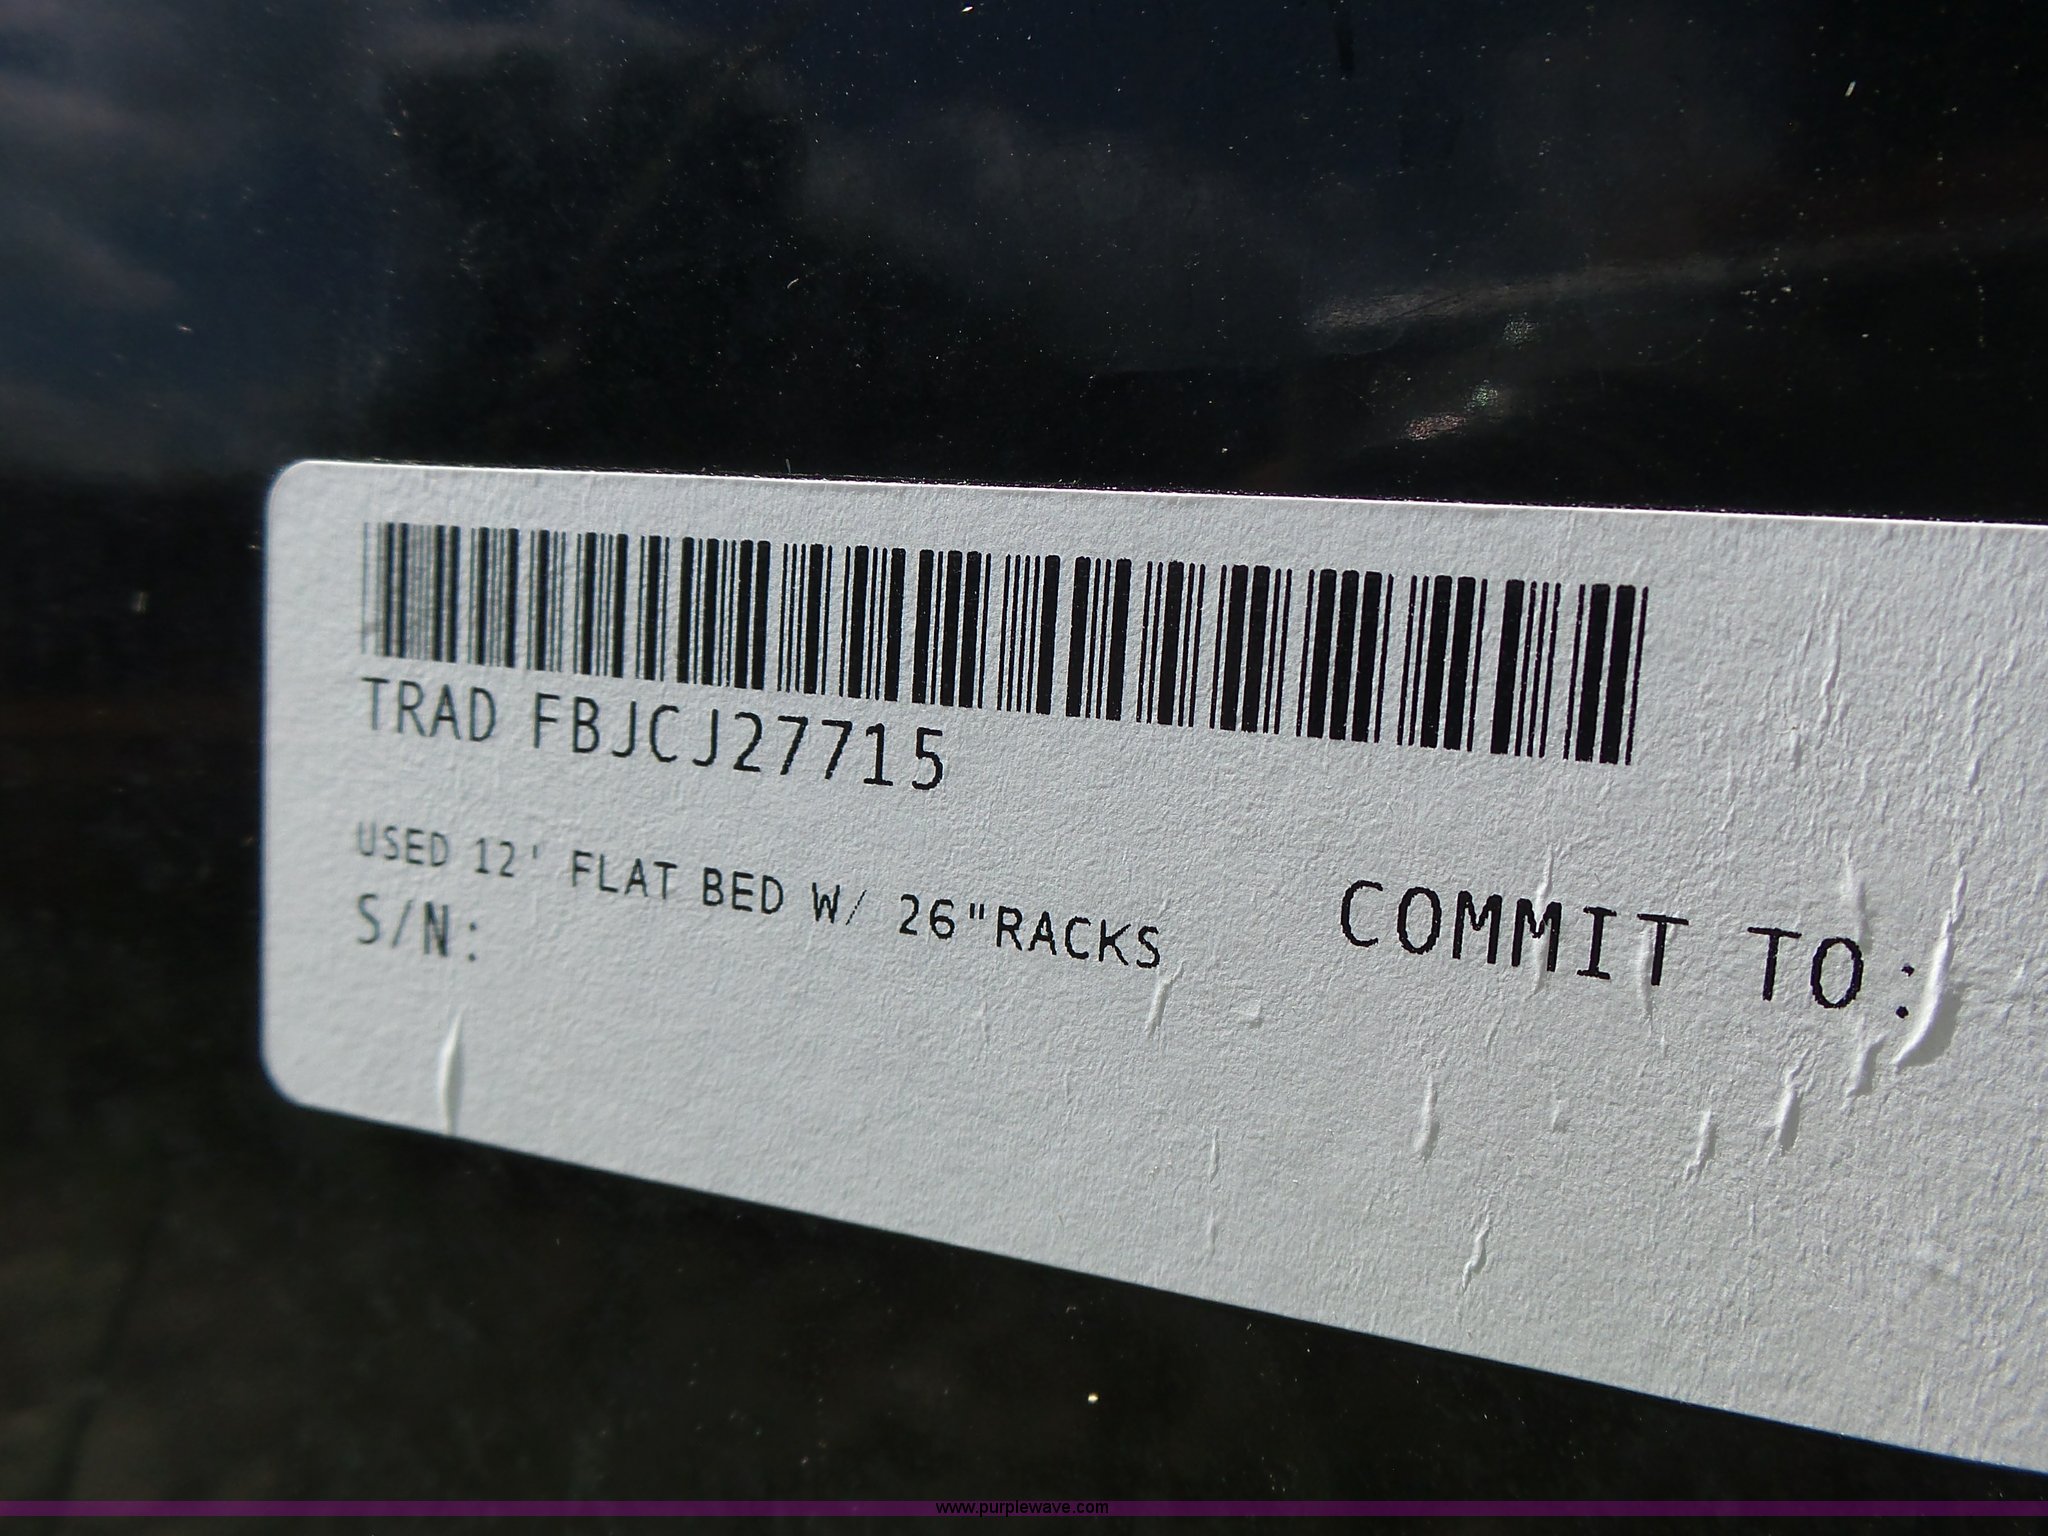 TRAD FBJCJ27715
USED 12' FLAT BED W/ 26"RACKS
S/N:
COMMIT TO:
www.purplewave.com